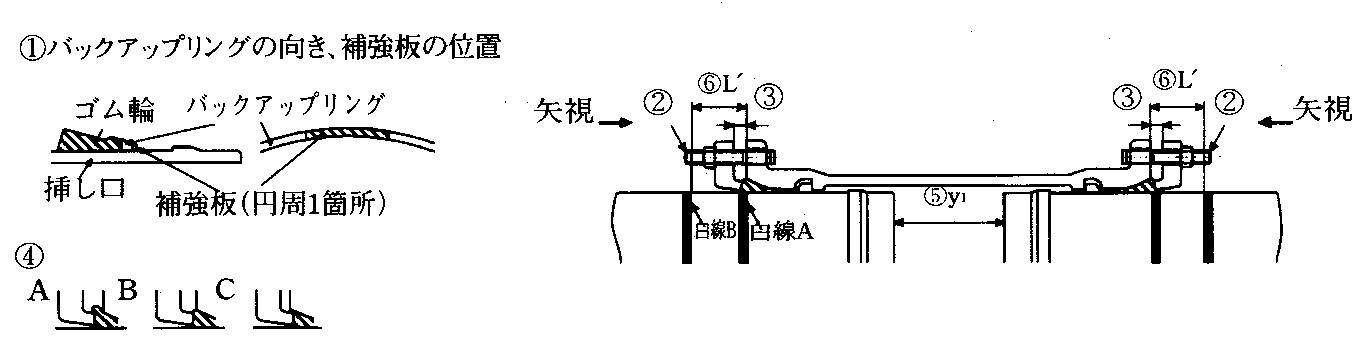 ①バックアップリングの向き、補強板の位置
ゴム輪
バックアップリング
挿し口
補強板(円周1箇所)
④
A B C
⑥L′ ⑥L′
② ③ ③ ②
矢視 矢視
⑤y1
白線B 白線A